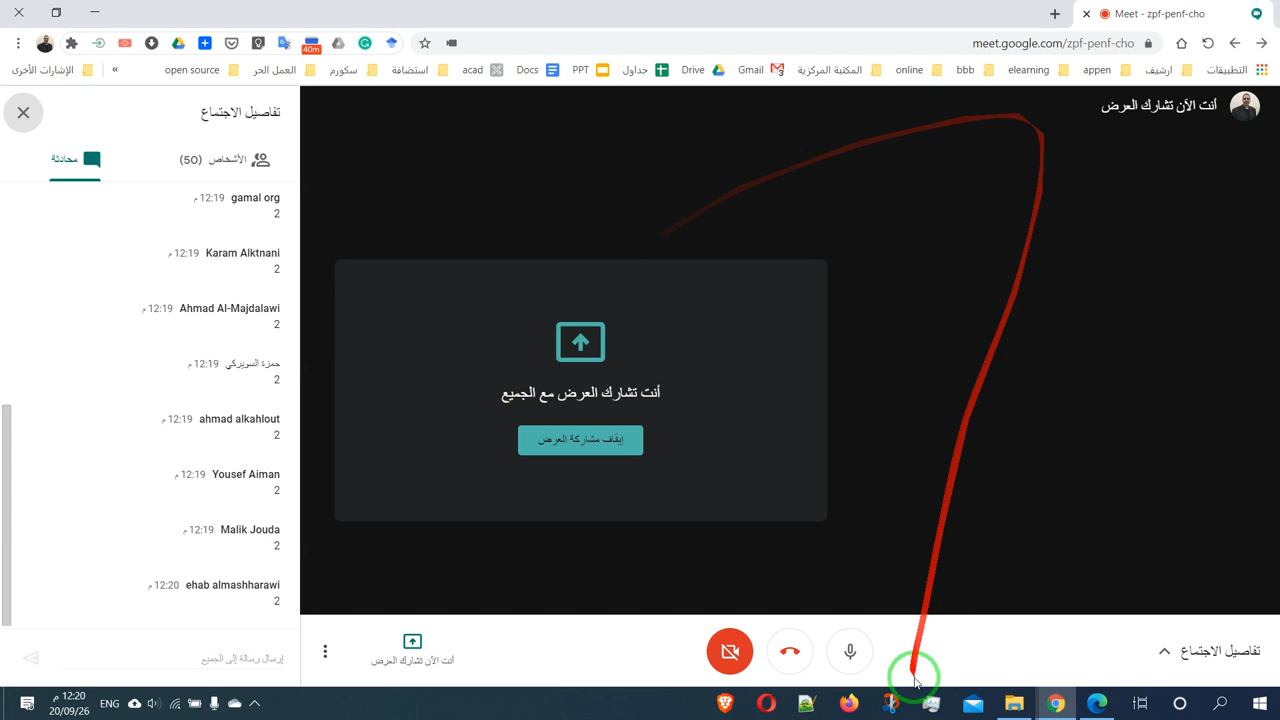 Meet - zpf-penf-cho
meet.google.com/zpf-penf-cho
40m
التطبيقات
ارشيف
appen
elearning
bbb
online
المكتبة المركزية
Gmail
Drive
جداول
PPT
Docs
acad
استضافة
سكورم
العمل الحر
open source
»
الإشارات الأخرى
أنت الآن تشارك العرض
تفاصيل الاجتماع
الأشخاص (50)
محادثة
gamal org 12:19 م
2
Karam Alktnani 12:19 م
2
Ahmad Al-Majdalawi 12:19 م
2
حمزة السويركي 12:19 م
2
ahmad alkahlout 12:19 م
2
Yousef Aiman 12:19 م
2
Malik Jouda 12:19 م
2
ehab almashharawi 12:20 م
2
إرسال رسالة إلى الجميع
أنت تشارك العرض مع الجميع
إيقاف مشاركة العرض
تفاصيل الاجتماع
أنت الآن تشارك العرض
ENG
12:20 م
20/09/26